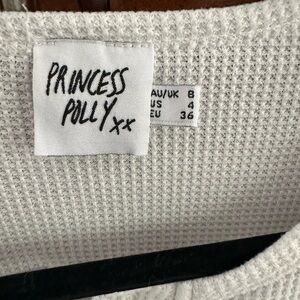 PRINCESS
POLLY xx
AU/UK 8
US 4
EU 36